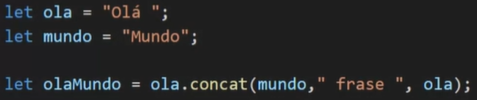 let ola = "Olá ";
let mundo = "Mundo";
let olaMundo = ola.concat(mundo," frase ", ola);